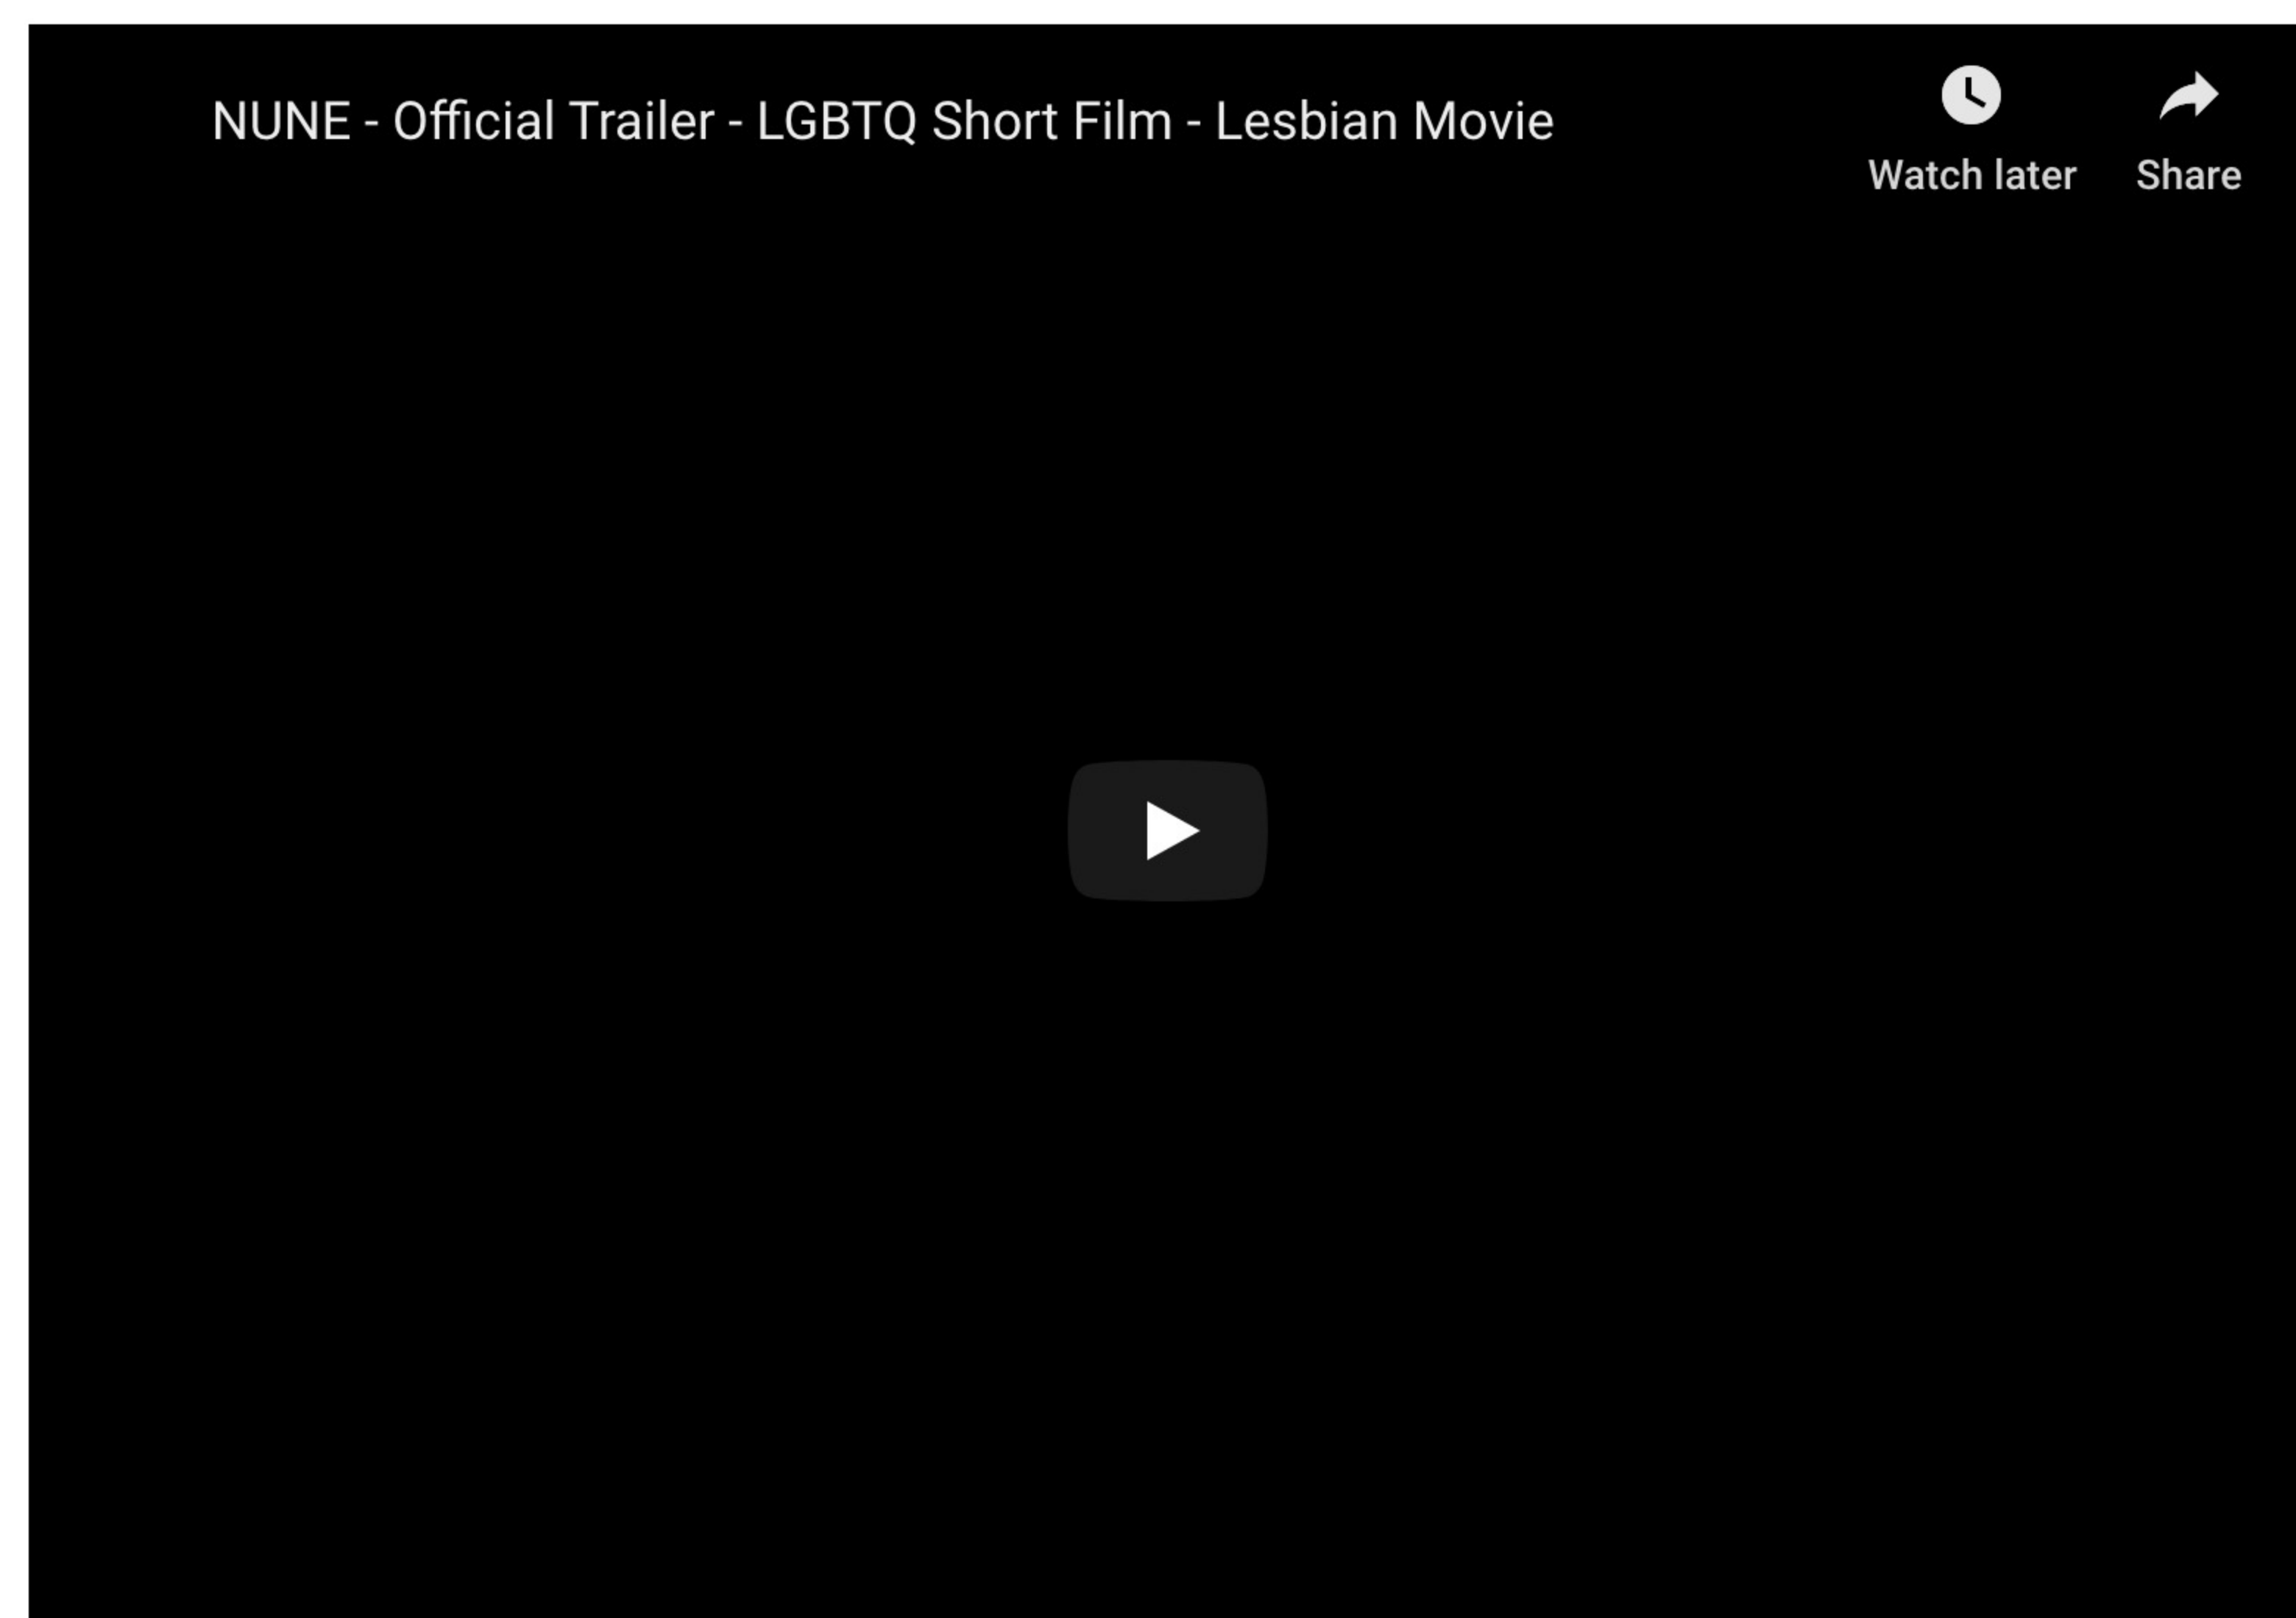 NUNE - Official Trailer - LGBTQ Short Film - Lesbian Movie
Watch later
Share